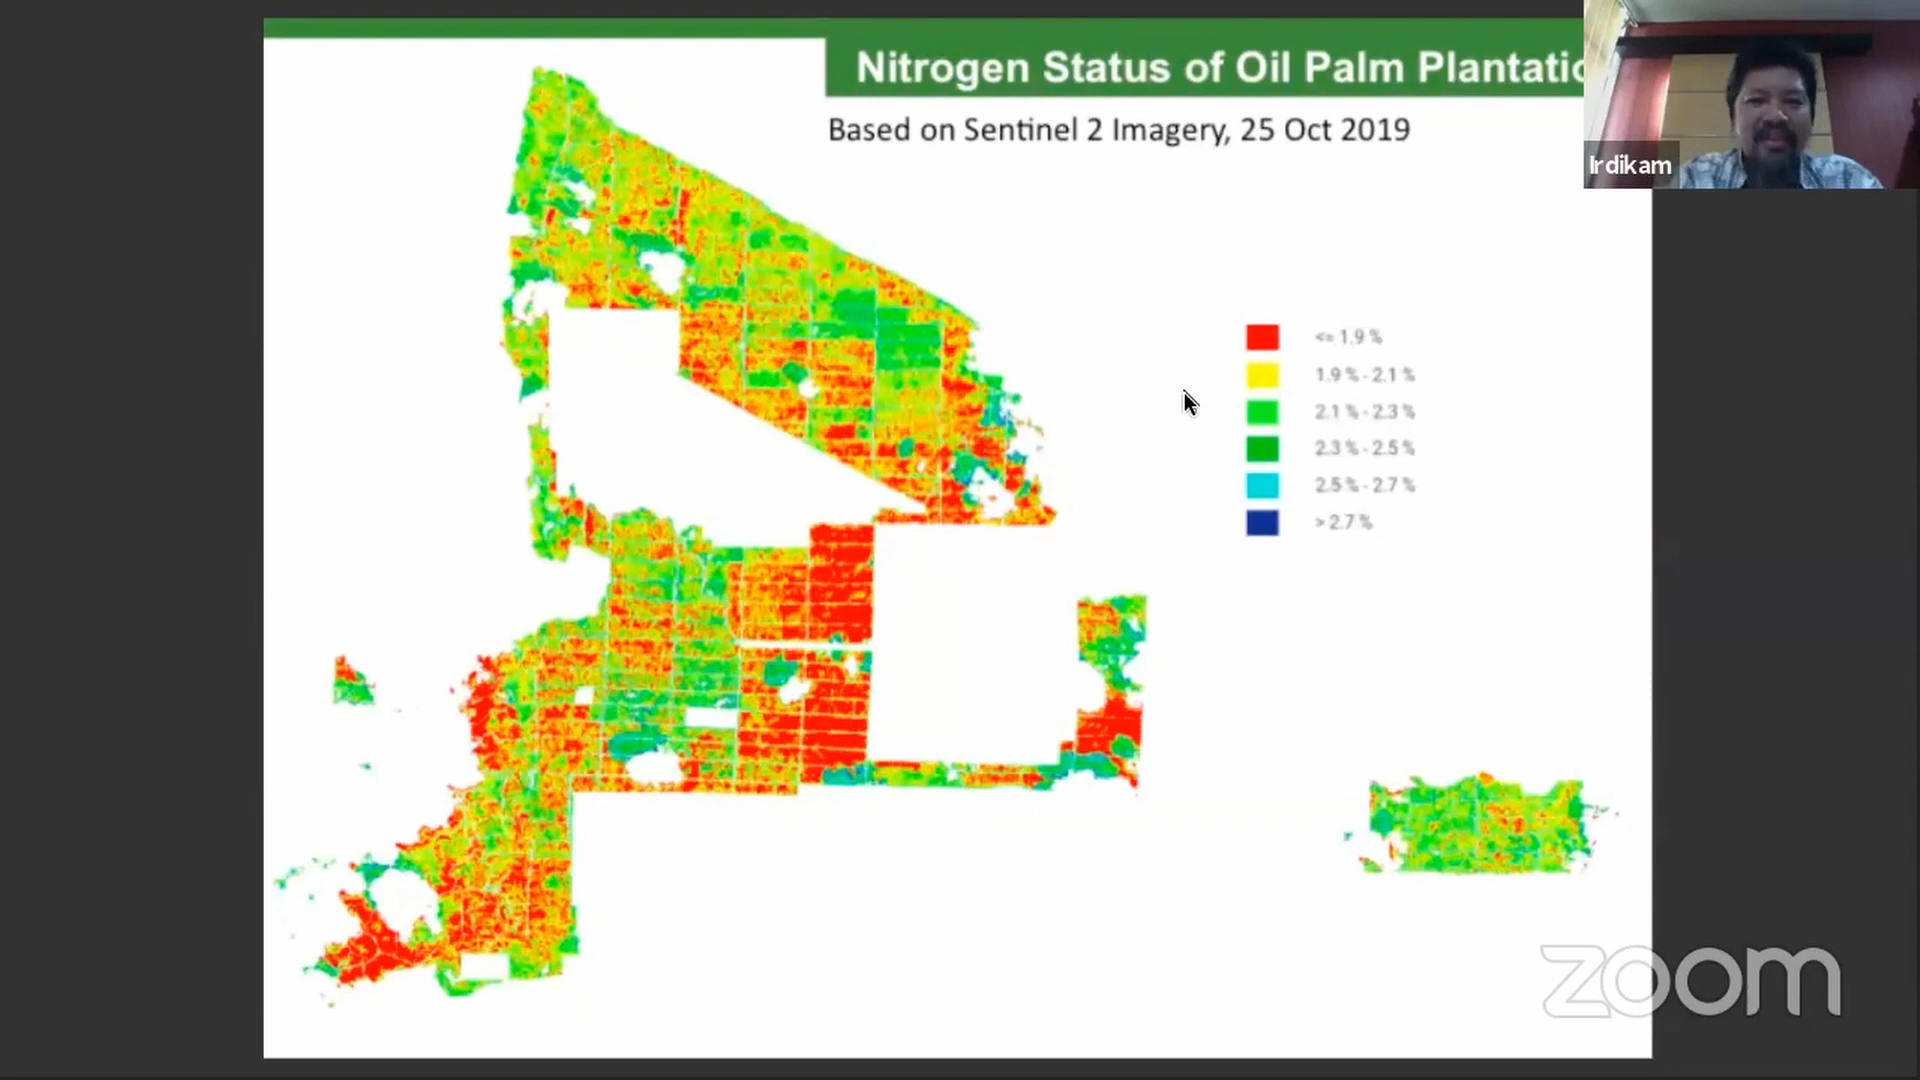 Nitrogen Status of Oil Palm Plantatio
Based on Sentinel 2 Imagery, 25 Oct 2019
Irdikam
<= 1.9 %
1.9 % - 2.1 %
2.1 % - 2.3 %
2.3 % - 2.5 %
2.5 % - 2.7 %
> 2.7 %
zoom